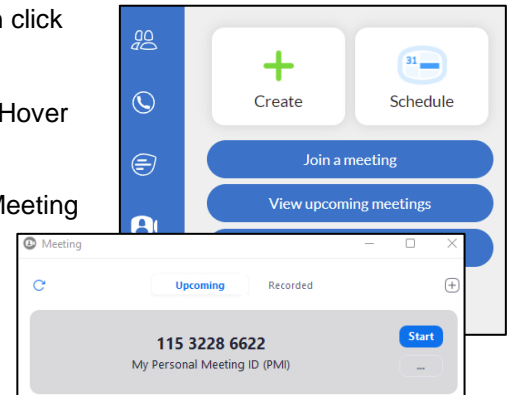 click
Hover
Meeting
31
Create
Schedule
Join a meeting
View upcoming meetings
Meeting
Upcoming
Recorded
115 3228 6622
My Personal Meeting ID (PMI)
Start
...